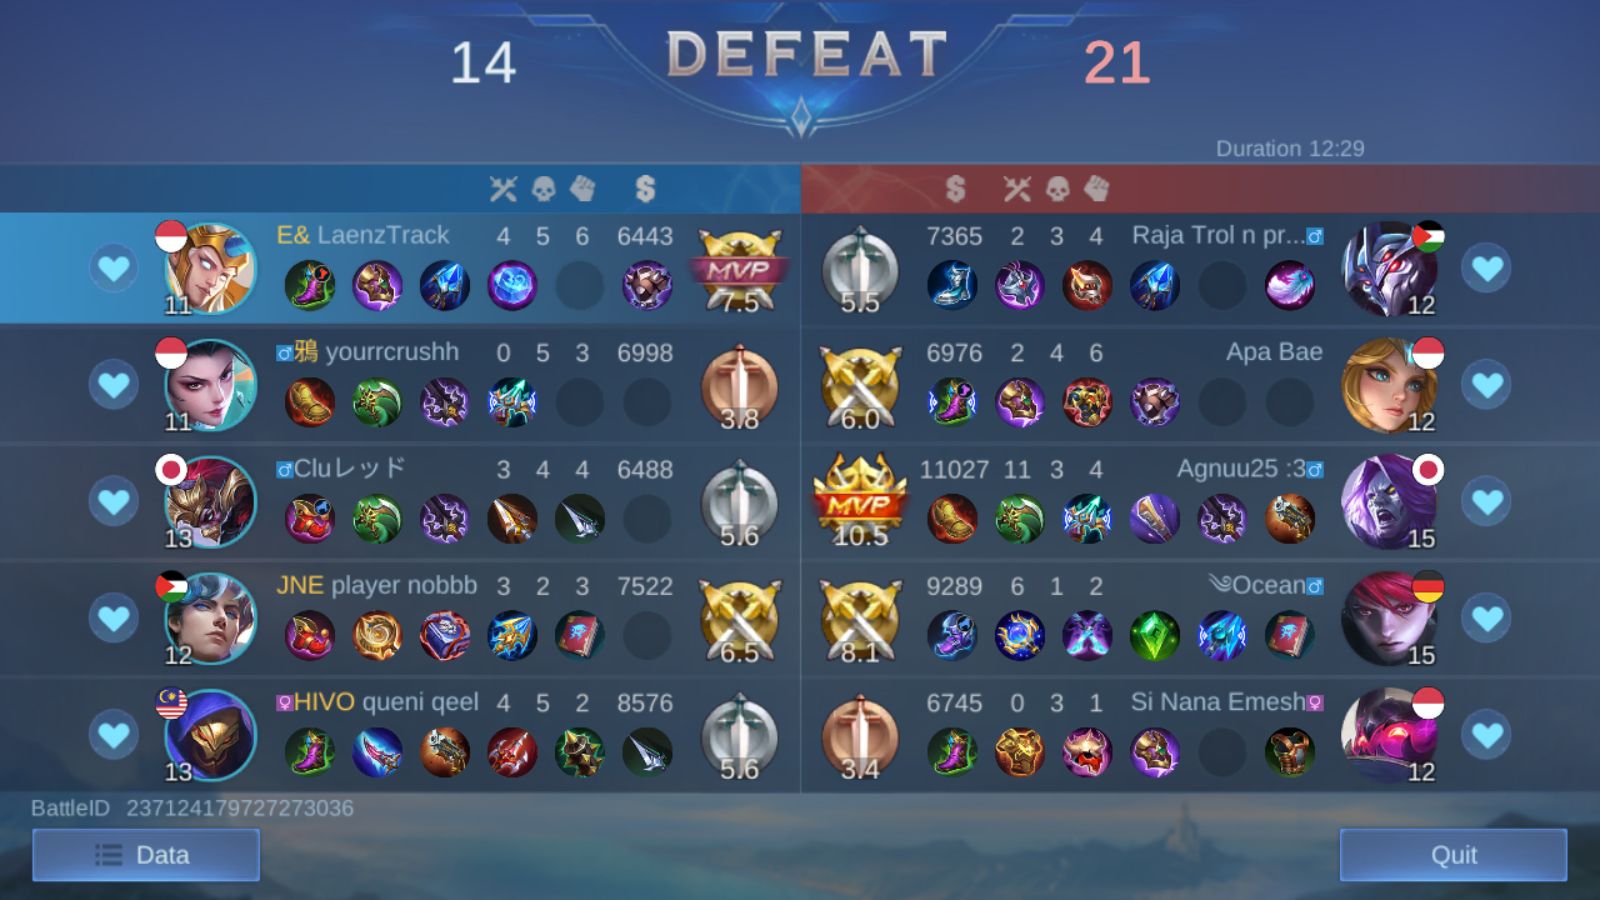 14 DEFEAT 21
Duration 12:29
E& LaenzTrack 4 5 6 6443 MVP 7.5
11
5.5 7365 2 3 4 Raja Trol n pr...
12
鴉 yourrcrushh 0 5 3 6998 3.8
11
6.0 6976 2 4 6 Apa Bae
12
Cluレッド 3 4 4 6488 5.6
13
MVP 10.5 11027 11 3 4 Agnuu25 :3
15
JNE player nobbb 3 2 3 7522 6.5
12
8.1 9289 6 1 2 ༄Ocean
15
HIVO queni qeel 4 5 2 8576 5.6
13
3.4 6745 0 3 1 Si Nana Emesh
12
BattleID 237124179727273036
Data
Quit